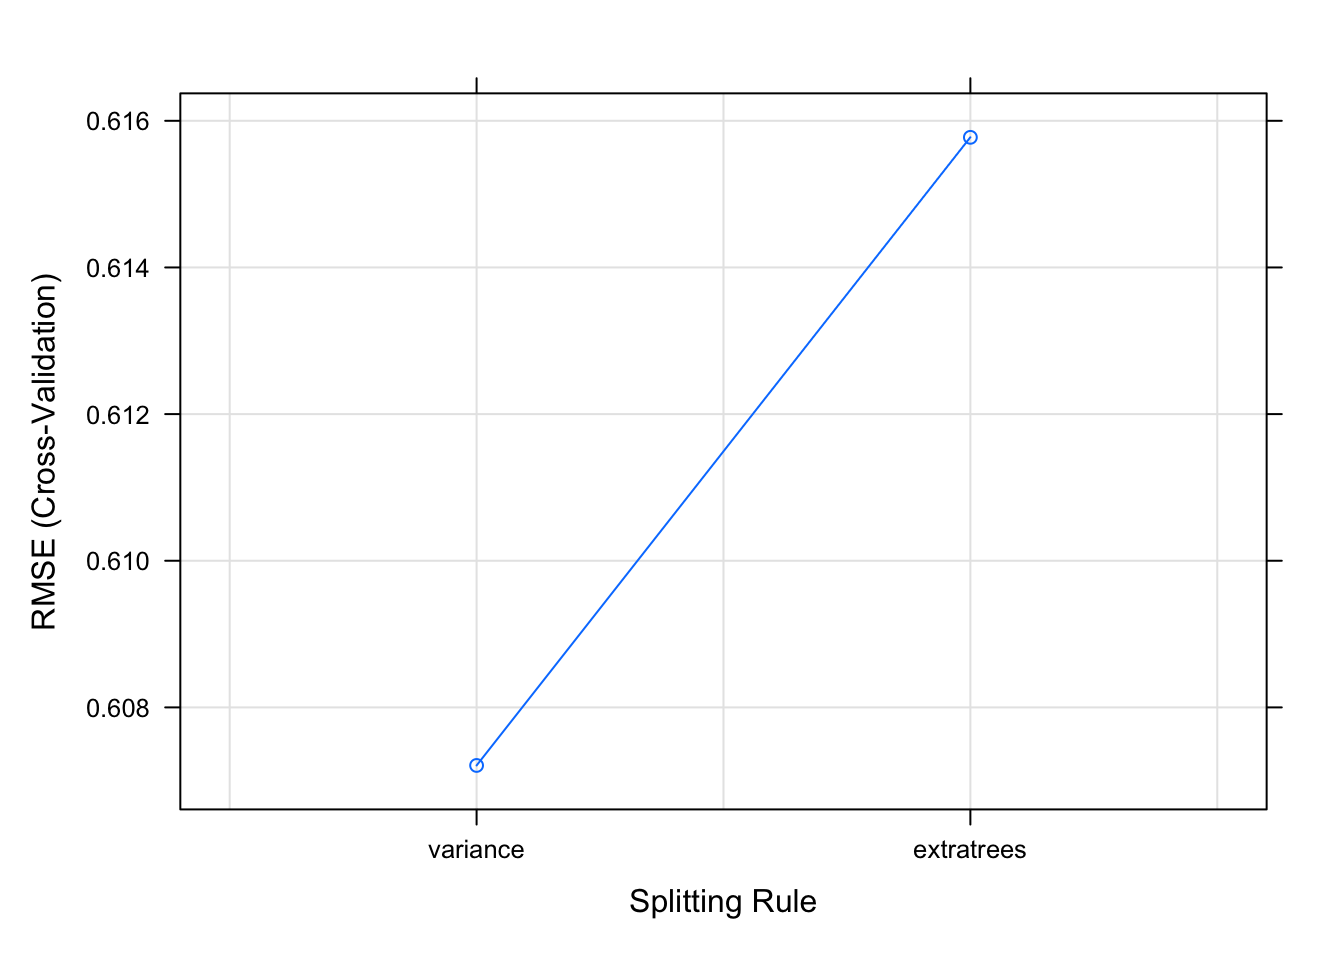 0.616
0.614
0.612
0.610
0.608
RMSE (Cross-Validation)
variance
extratrees
Splitting Rule